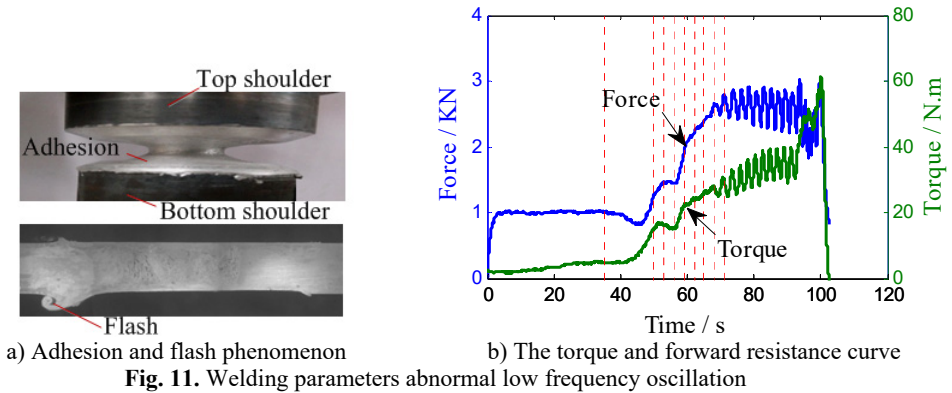 Top shoulder
Adhesion
Bottom shoulder
Flash
a) Adhesion and flash phenomenon
4
3
2
1
0
Force / KN
80
60
40
20
0
Torque / N.m
Force
Torque
0 20 40 60 80 100 120
Time / s
b) The torque and forward resistance curve
Fig. 11. Welding parameters abnormal low frequency oscillation